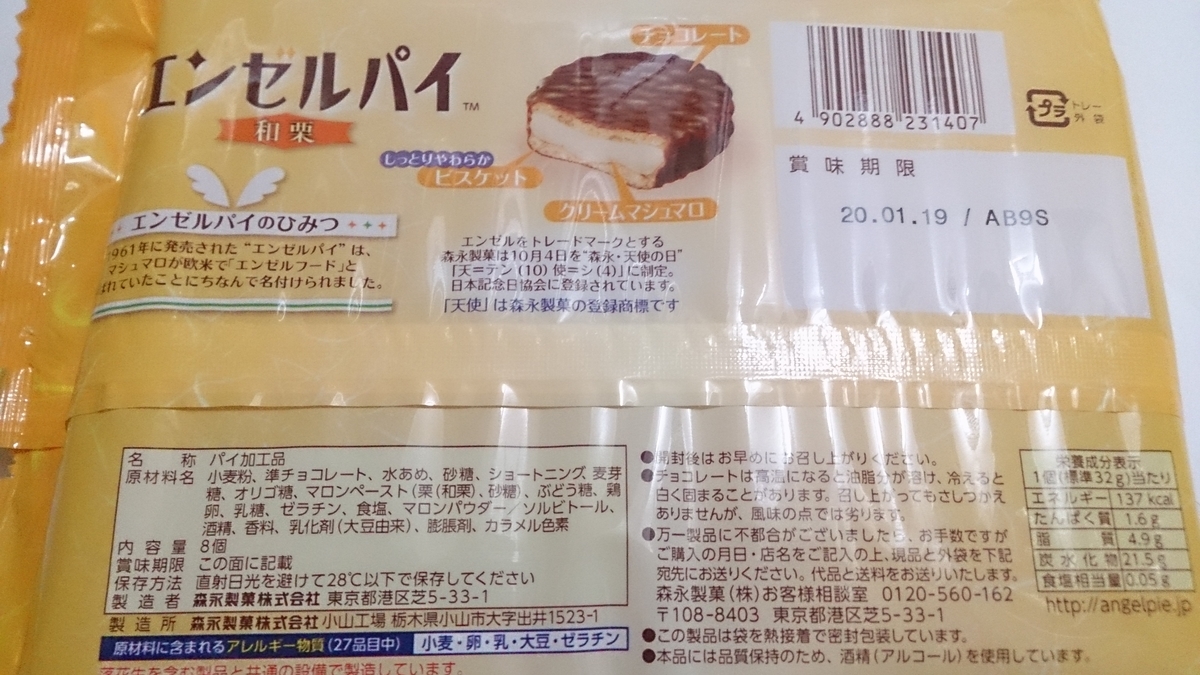 エンゼルパイ™
和栗
エンゼルパイのひみつ
1961年に発売された“エンゼルパイ”は、
マシュマロが欧米で「エンゼルフード」と
ばれていたことにちなんで名付けられました。
チョコレート
しっとりやわらか
ビスケット
クリームマシュマロ
エンゼルをトレードマークとする
森永製菓は10月4日を“森永・天使の日”
「天=テン(10) 使=シ(4)」に制定。
日本記念日協会に登録されています。
「天使」は森永製菓の登録商標です
4 902888 231407
プラ
トレー
外袋
賞味期限
20.01.19 / AB9S
名称 パイ加工品
原材料名 小麦粉、準チョコレート、水あめ、砂糖、ショートニング、麦芽
糖、オリゴ糖、マロンペースト(栗(和栗)、砂糖)、ぶどう糖、鶏
卵、乳糖、ゼラチン、食塩、マロンパウダー/ソルビトール、
酒精、香料、乳化剤(大豆由来)、膨脹剤、カラメル色素
内容量 8個
賞味期限 この面に記載
保存方法 直射日光を避けて28℃以下で保存してください
製造者 森永製菓株式会社 東京都港区芝5-33-1
製造所 森永製菓株式会社 小山工場 栃木県小山市大字出井1523-1
原材料に含まれるアレルギー物質(27品目中) 小麦・卵・乳・大豆・ゼラチン
落花生を含む製品と共通の設備で製造しています。
●開封後はお早めにお召し上がりください。
●チョコレートは高温になると油脂分が溶け、冷えると
白く固まることがあります。召し上がってもさしつかえ
ありませんが、風味の点では劣ります。
●万一製品に不都合がございましたら、お手数ですが
ご購入の月日・店名をご記入の上、現品と外袋を下記
宛先にお送りください。代品と送料をお送りいたします。
森永製菓(株)お客様相談室 0120-560-162
〒108-8403 東京都港区芝5-33-1
●この製品は袋を熱接着で密封包装しています。
●本品には品質保持のため、酒精(アルコール)を使用しています。
栄養成分表示
1個(標準32g)当たり
エネルギー 137 kcal
たんぱく質 1.6g
脂質 4.9g
炭水化物 21.5g
食塩相当量 0.05g
http://angelpie.jp